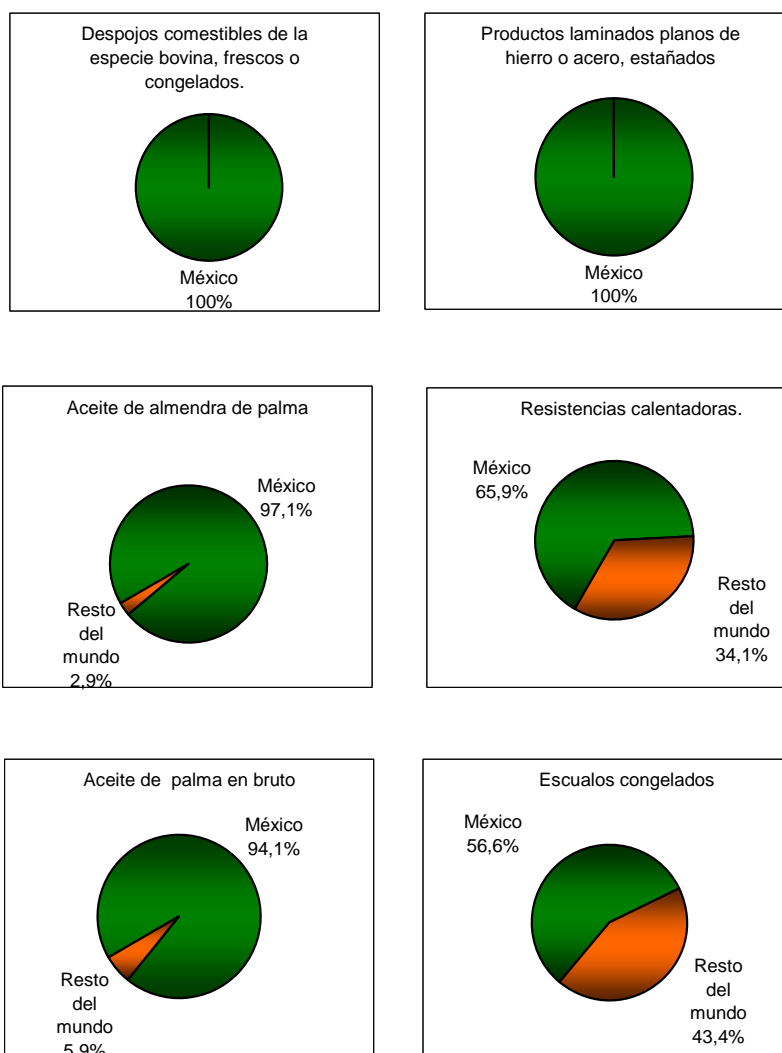 Despojos comestibles de la
especie bovina, frescos o
congelados.
México
100%
Productos laminados planos de
hierro o acero, estañados
México
100%
Aceite de almendra de palma
México
97,1%
Resto
del
mundo
2,9%
Resistencias calentadoras.
México
65,9%
Resto
del
mundo
34,1%
Aceite de  palma en bruto
México
94,1%
Resto
del
mundo
5,9%
Escualos congelados
México
56,6%
Resto
del
mundo
43,4%